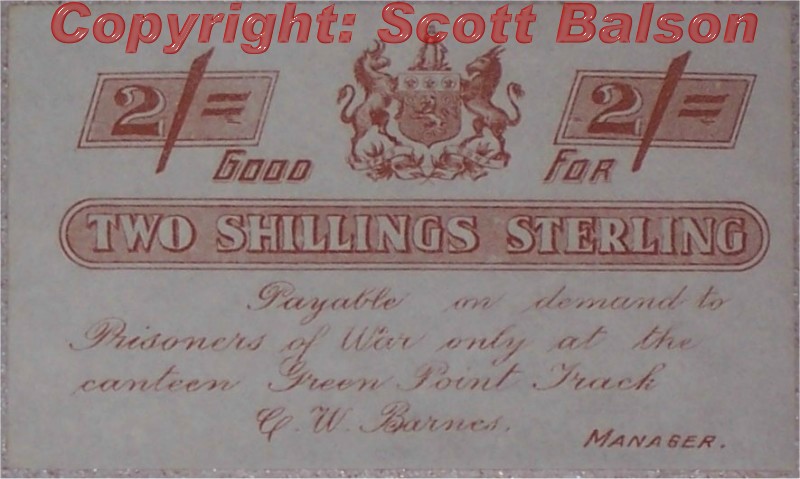 Copyright: Scott Balson
2/= 2/=
GOOD FOR
TWO SHILLINGS STERLING
Payable on demand to
Prisoners of War only at the
canteen Green Point Track
C. W. Barnes.
MANAGER.